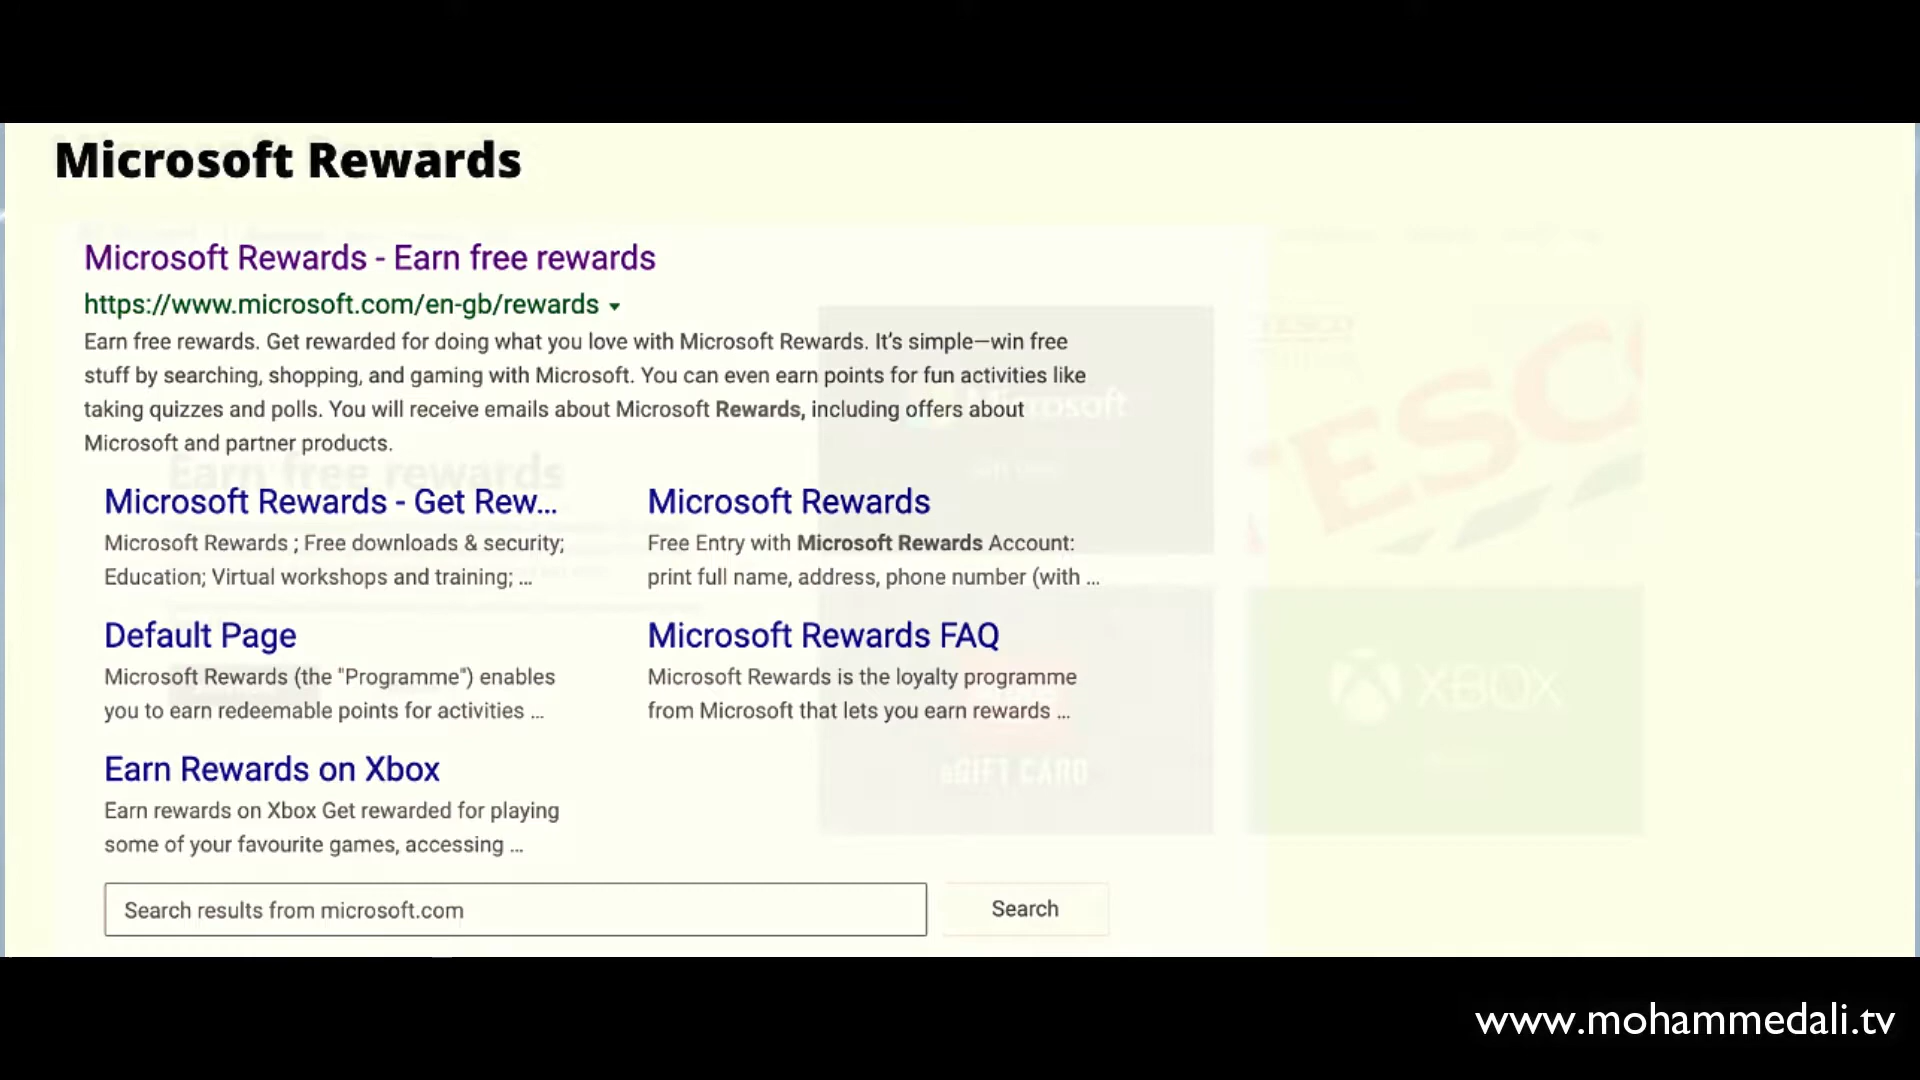 Microsoft Rewards
Microsoft Rewards - Earn free rewards
https://www.microsoft.com/en-gb/rewards
Earn free rewards. Get rewarded for doing what you love with Microsoft Rewards. It's simple—win free
stuff by searching, shopping, and gaming with Microsoft. You can even earn points for fun activities like
taking quizzes and polls. You will receive emails about Microsoft Rewards, including offers about
Microsoft and partner products.
Microsoft
TESCO
Earn free rewards
Microsoft Rewards - Get Rew...
Microsoft Rewards ; Free downloads & security;
Education; Virtual workshops and training; ...
Microsoft Rewards
Free Entry with Microsoft Rewards Account:
print full name, address, phone number (with ...
Default Page
Microsoft Rewards (the "Programme") enables
you to earn redeemable points for activities ...
Microsoft Rewards FAQ
Microsoft Rewards is the loyalty programme
from Microsoft that lets you earn rewards ...
XBOX
eGIFT CARD
Earn Rewards on Xbox
Earn rewards on Xbox Get rewarded for playing
some of your favourite games, accessing ...
Search results from microsoft.com
Search
www.mohammedali.tv